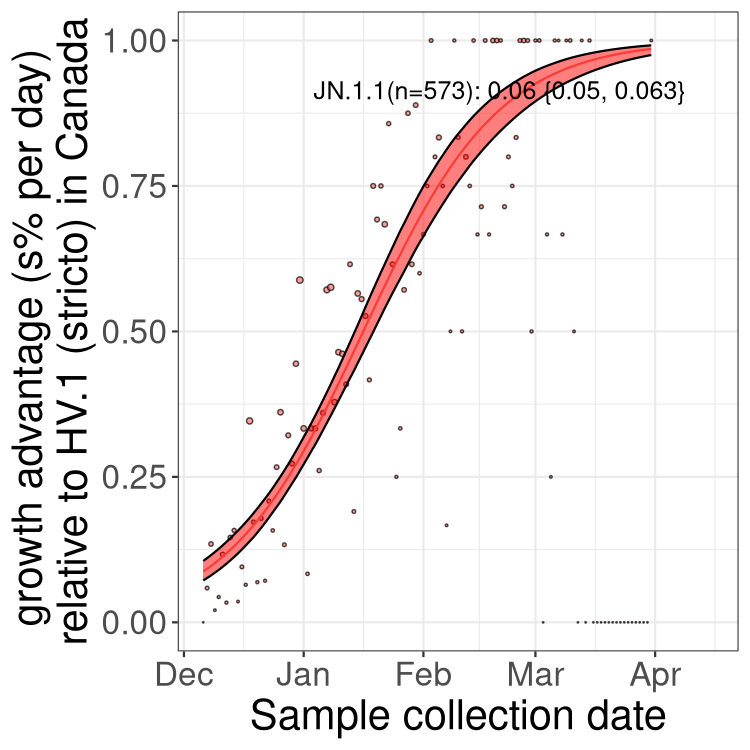 growth advantage (s% per day)
relative to HV.1 (stricto) in Canada
1.00
0.75
0.50
0.25
0.00
JN.1.1(n=573): 0.06 {0.05, 0.063}
Dec Jan Feb Mar Apr
Sample collection date